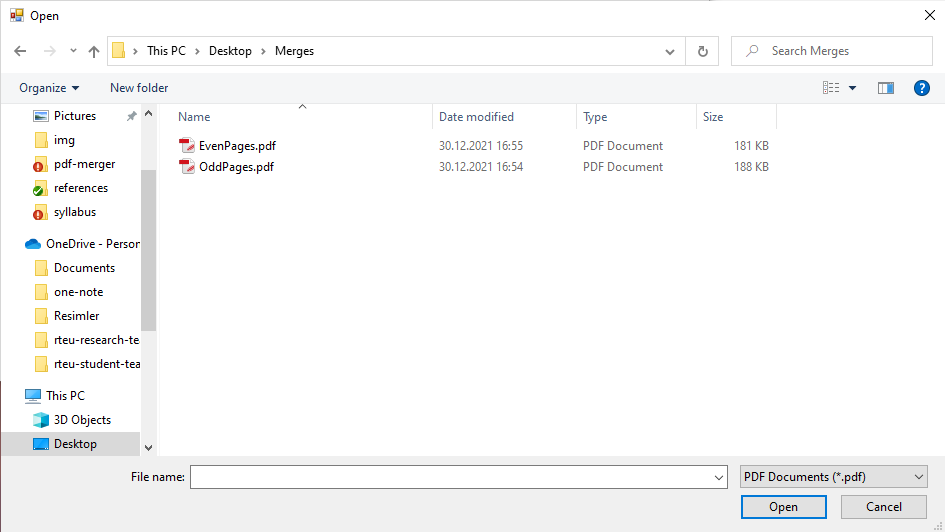 Open
This PC > Desktop > Merges
Search Merges
Organize
New folder
Name
Date modified
Type
Size
EvenPages.pdf 30.12.2021 16:55 PDF Document 181 KB
OddPages.pdf 30.12.2021 16:54 PDF Document 188 KB
Pictures
img
pdf-merger
references
syllabus
OneDrive - Person
Documents
one-note
Resimler
rteu-research-te
rteu-student-tea
This PC
3D Objects
Desktop
File name:
PDF Documents (*.pdf)
Open
Cancel